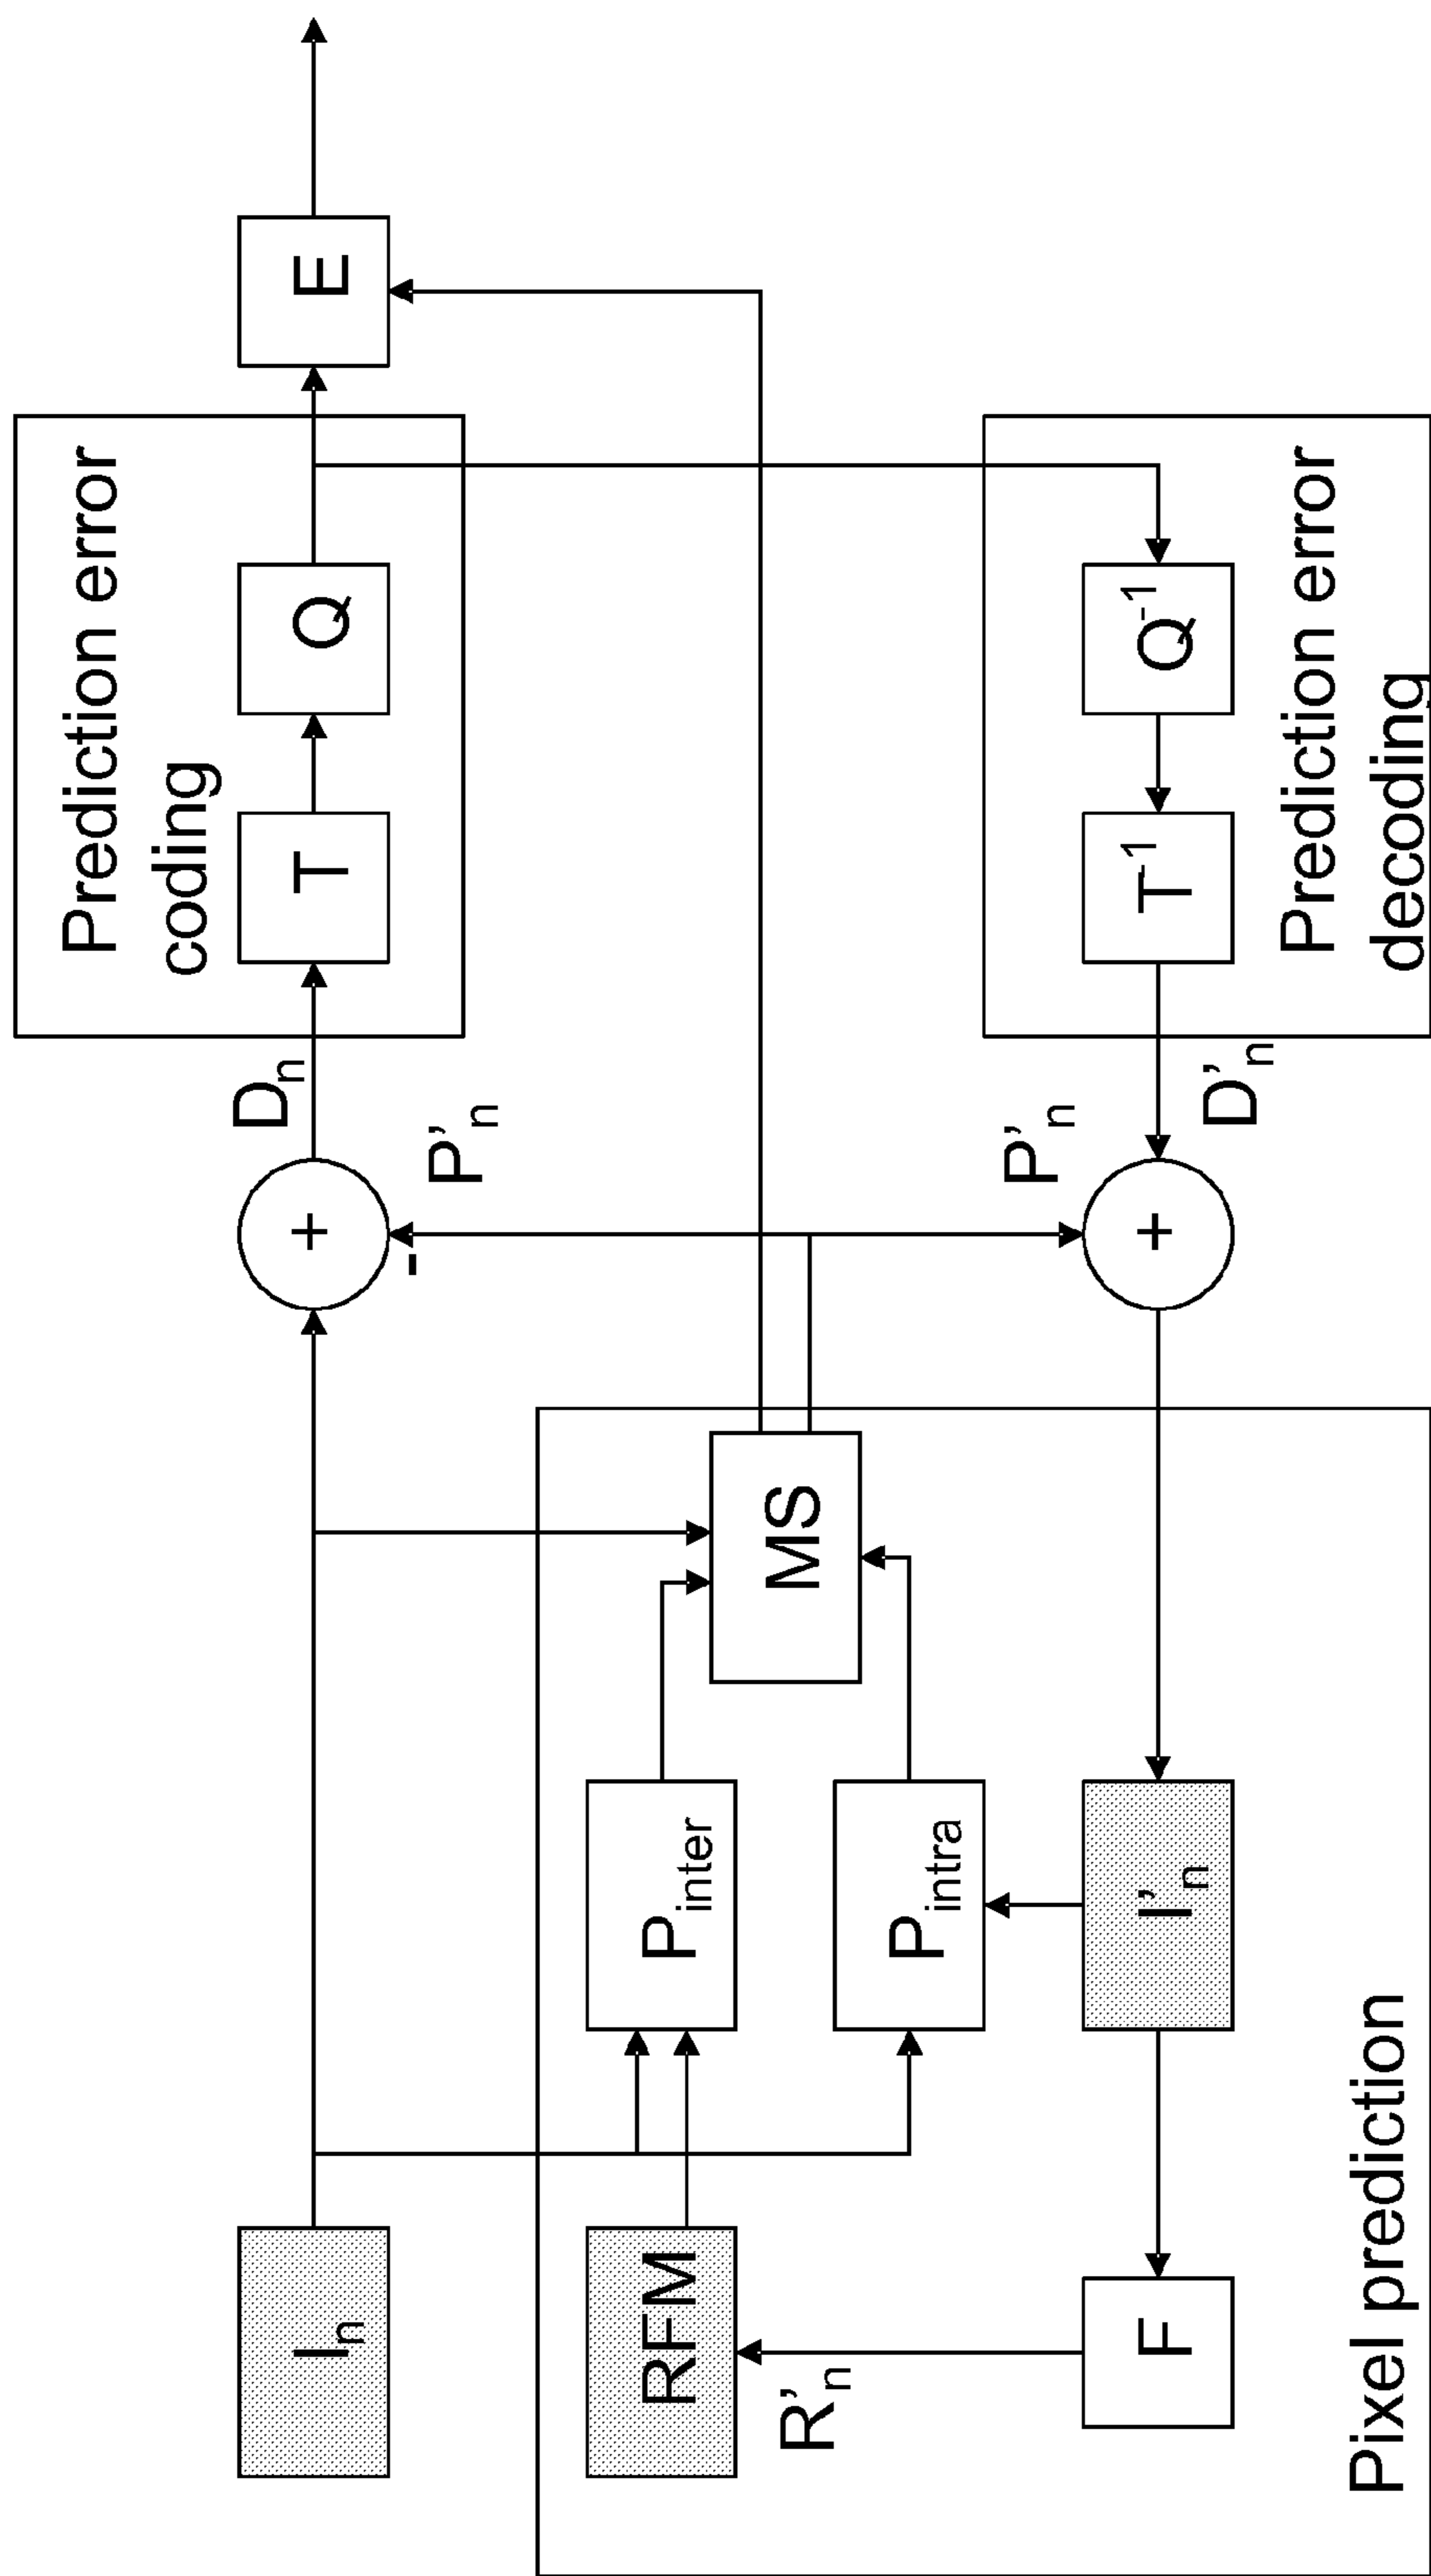 Prediction error
coding
Iₙ
+
-
Dₙ
P'ₙ
T
Q
E
RFM
Pᵢₙₜₑᵣ
MS
Pᵢₙₜᵣₐ
R'ₙ
P'ₙ
F
I'ₙ
+
D'ₙ
T⁻¹
Q⁻¹
Prediction error
decoding
Pixel prediction